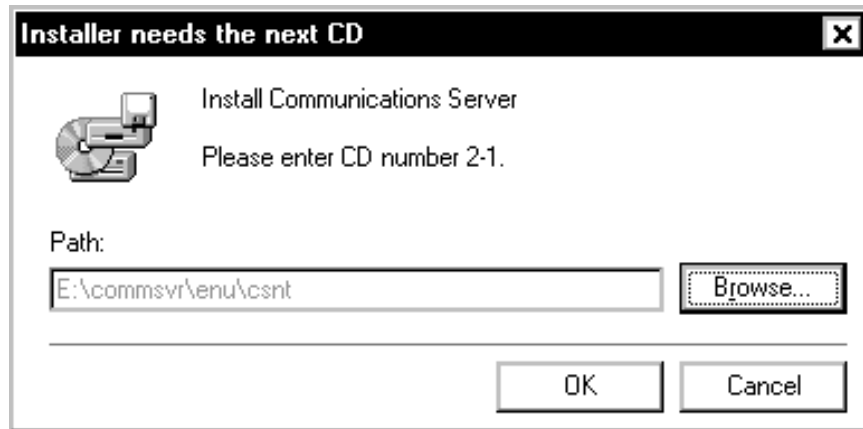 Installer needs the next CD
Install Communications Server
Please enter CD number 2-1.
Path:
E:\commsvr\enu\csnt
Browse...
OK
Cancel